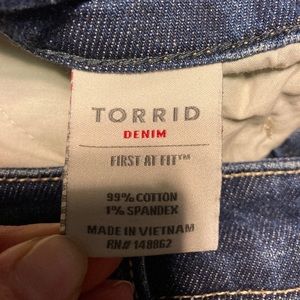 TORRID
DENIM
FIRST AT FIT™
99% COTTON
1% SPANDEX
MADE IN VIETNAM
RN# 148862